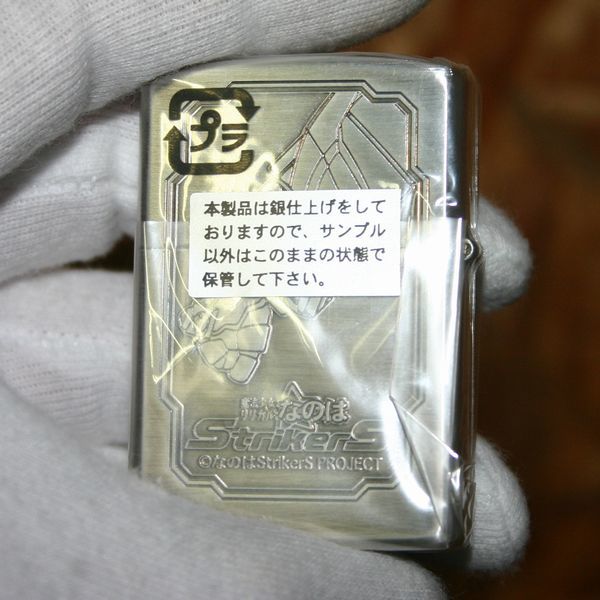 プラ
本製品は銀仕上げをして
おりますので、サンプル
以外はこのままの状態で
保管して下さい。
魔法少女
リリカル なのは
StrikerS
©なのはStrikerS PROJECT